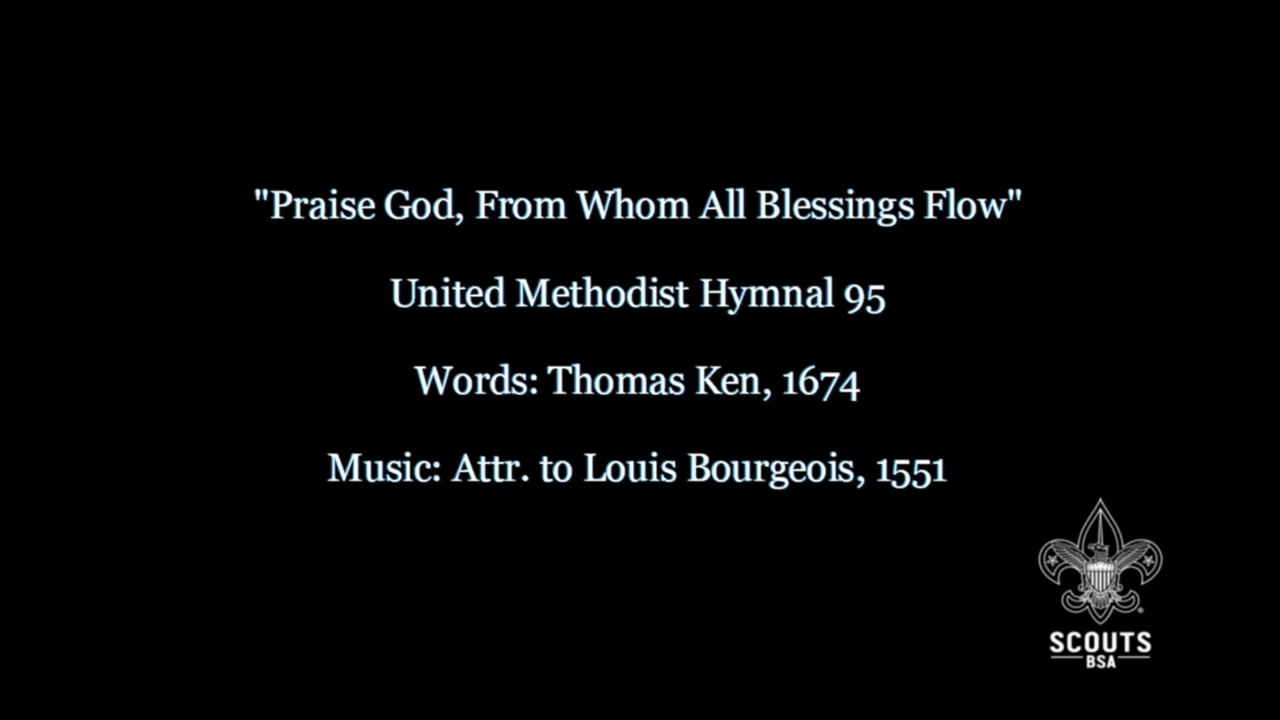 "Praise God, From Whom All Blessings Flow"
United Methodist Hymnal 95
Words: Thomas Ken, 1674
Music: Attr. to Louis Bourgeois, 1551
SCOUTS
BSA